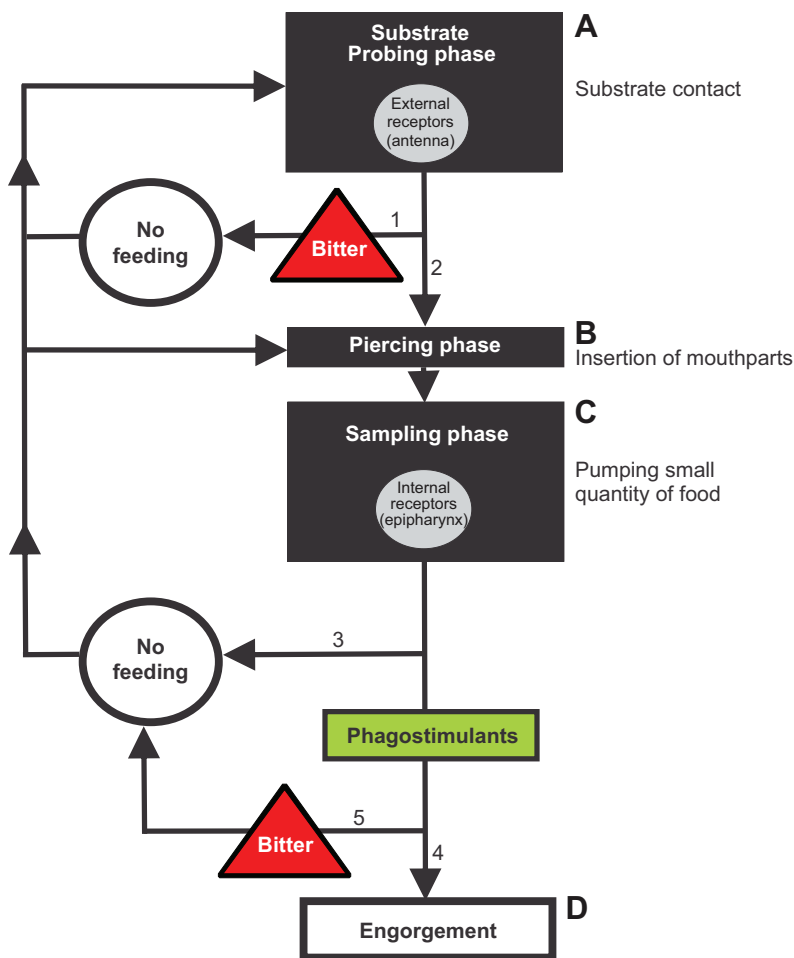 A
Substrate
Probing phase
Substrate contact
External
receptors
(antenna)
1
No
feeding
Bitter
2
B
Piercing phase
Insertion of mouthparts
C
Sampling phase
Pumping small
quantity of food
Internal
receptors
(epipharynx)
3
No
feeding
Phagostimulants
5
Bitter
4
D
Engorgement